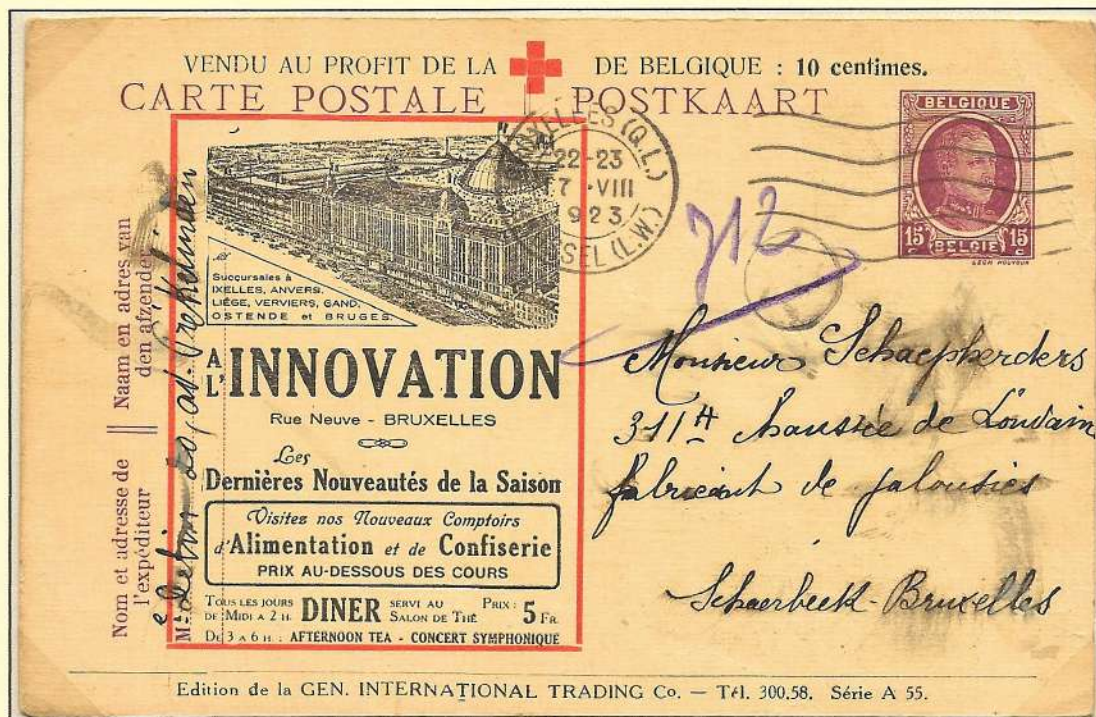 VENDU AU PROFIT DE LA DE BELGIQUE : 10 centimes.
CARTE POSTALE POSTKAART
BELGIQUE
15 BELGIE 15
C C
BRUXELLES (Q.L.)
22-23
17 VIII
1923
BRUSSEL (L.W.)
712
Naam en adres van
den afzender
Nom et adresse de
l'expéditeur
Succursales à
IXELLES, ANVERS,
LIÉGE, VERVIERS, GAND,
OSTENDE et BRUGES.
A L'INNOVATION
Rue Neuve - BRUXELLES
Les
Dernières Nouveautés de la Saison
Visitez nos Nouveaux Comptoirs
d'Alimentation et de Confiserie
PRIX AU-DESSOUS DES COURS
TOUS LES JOURS DE MIDI A 2 H. DINER SERVI AU SALON DE THÉ PRIX : 5 FR.
DE 3 A 6 H : AFTERNOON TEA - CONCERT SYMPHONIQUE
Monsieur Schaepherders
311 Chaussée de Louvain
fabricant de jalousies
Schaerbeek-Bruxelles
Edition de la GEN. INTERNATIONAL TRADING Co. — Tél. 300.58. Série A 55.